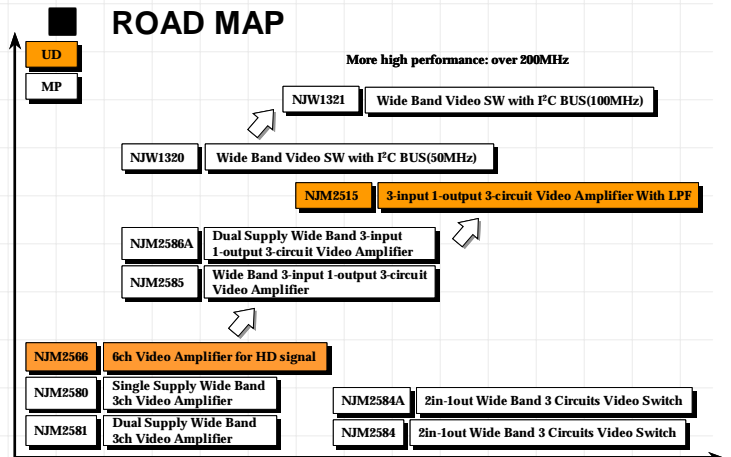 ROAD MAP
UD
MP
More high performance: over 200MHz
NJW1321 Wide Band Video SW with I²C BUS(100MHz)
NJW1320 Wide Band Video SW with I²C BUS(50MHz)
NJM2515 3-input 1-output 3-circuit Video Amplifier With LPF
NJM2586A Dual Supply Wide Band 3-input
1-output 3-circuit Video Amplifier
NJM2585 Wide Band 3-input 1-output 3-circuit
Video Amplifier
NJM2566 6ch Video Amplifier for HD signal
NJM2580 Single Supply Wide Band
3ch Video Amplifier
NJM2584A 2in-1out Wide Band 3 Circuits Video Switch
NJM2581 Dual Supply Wide Band
3ch Video Amplifier
NJM2584 2in-1out Wide Band 3 Circuits Video Switch